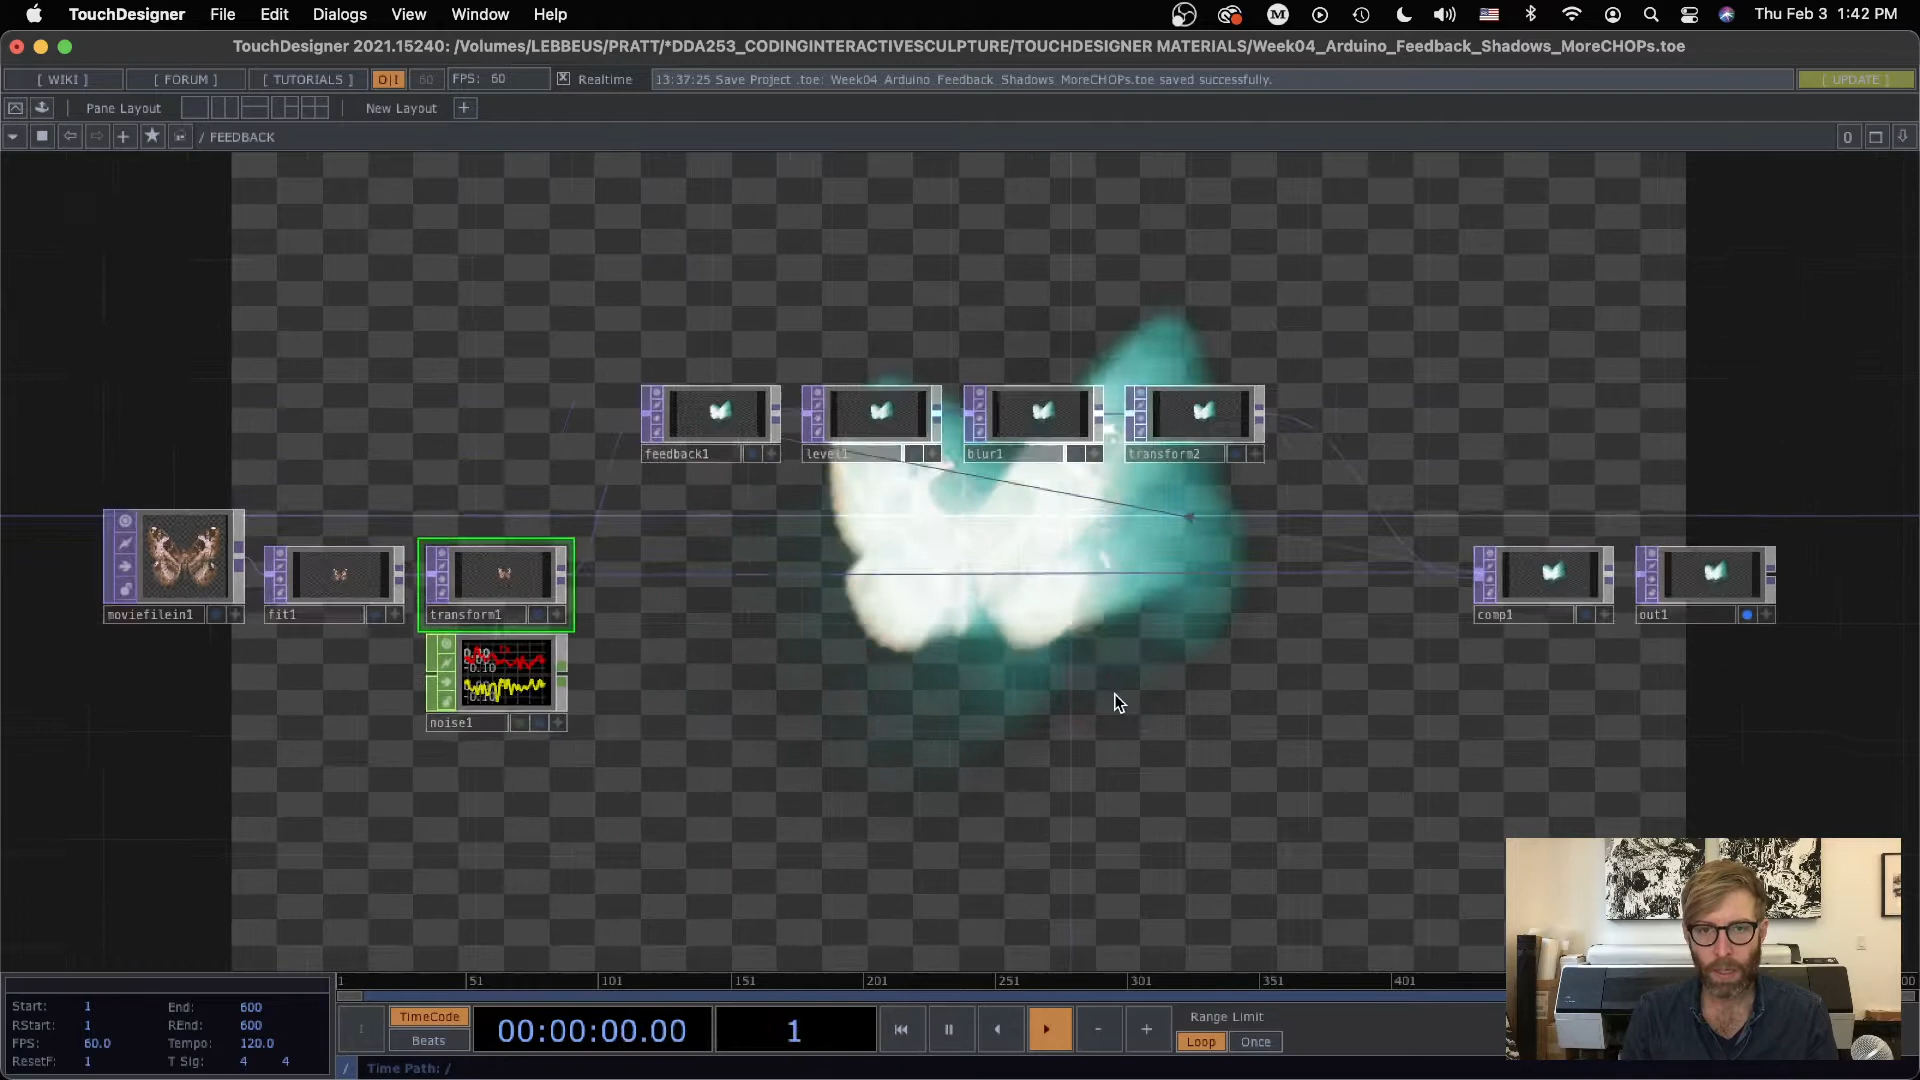 TouchDesigner File Edit Dialogs View Window Help Thu Feb 3 1:42 PM
TouchDesigner 2021.15240: /Volumes/LEBBEUS/PRATT/*DDA253_CODINGINTERACTIVESCULPTURE/TOUCHDESIGNER MATERIALS/Week04_Arduino_Feedback_Shadows_MoreCHOPs.toe
[ WIKI ] [ FORUM ] [ TUTORIALS ] O|I 60 FPS: 60 Realtime 13:37:25 Save Project .toe: Week04_Arduino_Feedback_Shadows_MoreCHOPs.toe saved successfully. [ UPDATE ]
Pane Layout New Layout +
/ FEEDBACK 0
feedback1 level1 blur1 transform2
moviefilein1 fit1 transform1 comp1 out1
noise1
1 51 101 151 201 251 301 351 401
Start: 1 End: 600
RStart: 1 REnd: 600
FPS: 60.0 Tempo: 120.0
ResetF: 1 T Sig: 4 4
TimeCode
Beats
00:00:00.00 1
- +
Range Limit
Loop Once
/ Time Path: /